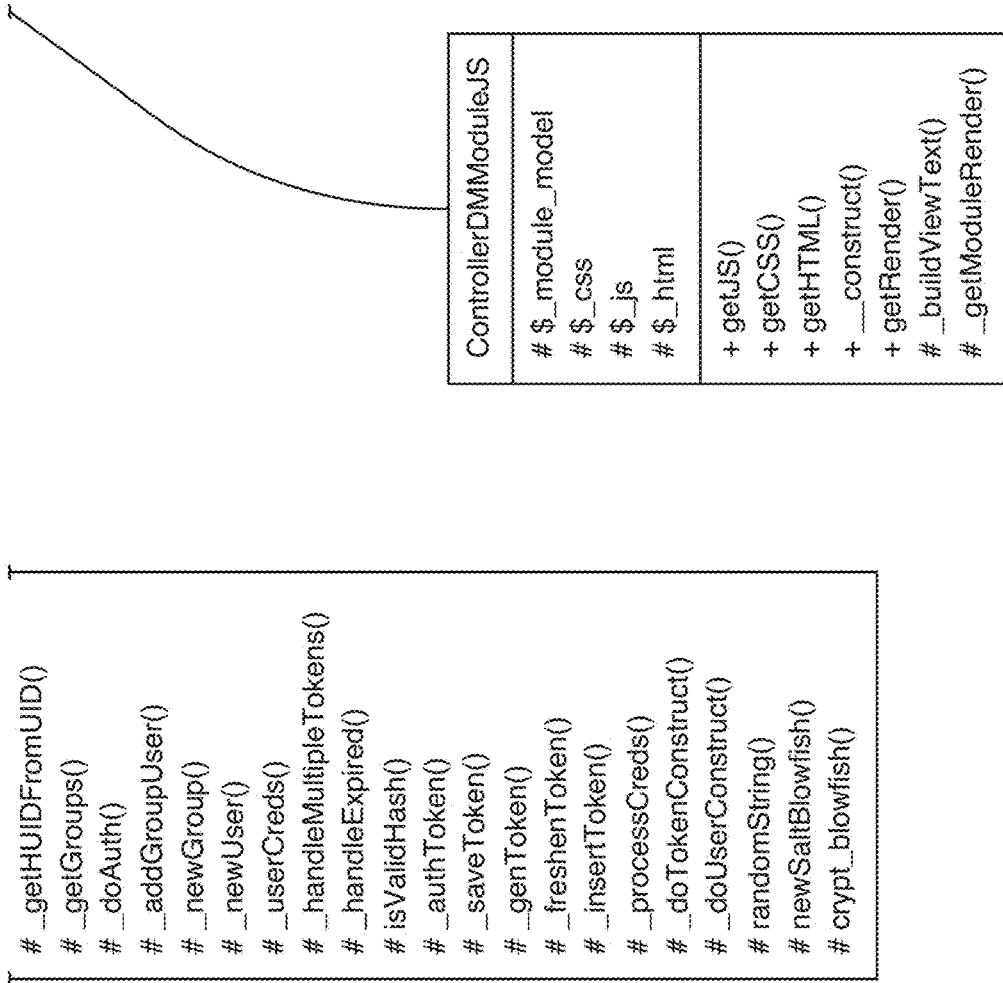 # _getHUIDFromUID()
# _getGroups()
# _doAuth()
# _addGroupUser()
# _newGroup()
# _newUser()
# _userCreds()
# _handleMultipleTokens()
# _handleExpired()
# isValidHash()
# _authToken()
# _saveToken()
# _genToken()
# _freshenToken()
# _insertToken()
# _processCreds()
# _doTokenConstruct()
# _doUserConstruct()
# randomString()
# newSaltBlowfish()
# crypt_blowfish()
ControllerDMModuleJS
# $_module_model
# $_css
# $_js
# $_html
+ getJS()
+ getCSS()
+ getHTML()
+ __construct()
+ getRender()
# _buildViewText()
# _getModuleRender()